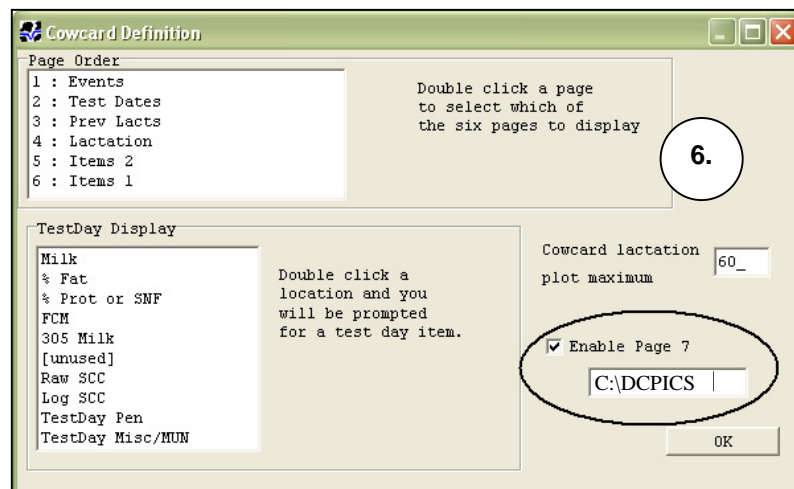 Cowcard Definition
Page Order
1 : Events
2 : Test Dates
3 : Prev Lacts
4 : Lactation
5 : Items 2
6 : Items 1
Double click a page
to select which of
the six pages to display
6.
TestDay Display
Milk
% Fat
% Prot or SNF
FCM
305 Milk
[unused]
Raw SCC
Log SCC
TestDay Pen
TestDay Misc/MUN
Double click a
location and you
will be prompted
for a test day item.
Cowcard lactation
plot maximum
60_
Enable Page 7
C:\DCPICS
OK